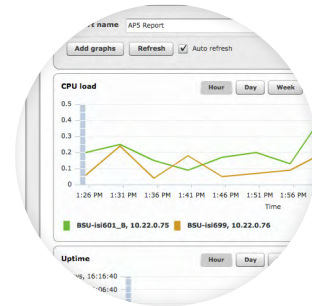 rt name AP5 Report
Add graphs Refresh Auto refresh
CPU load Hour Day Week
0.5
0.4
0.3
0.2
0.1
0
1:26 PM 1:31 PM 1:36 PM 1:41 PM 1:46 PM 1:51 PM 1:56 PM
Time
BSU-isi601_B, 10.22.0.75 BSU-isi699, 10.22.0.76
Uptime Hour Day
ys, 16:16:40
:06:40